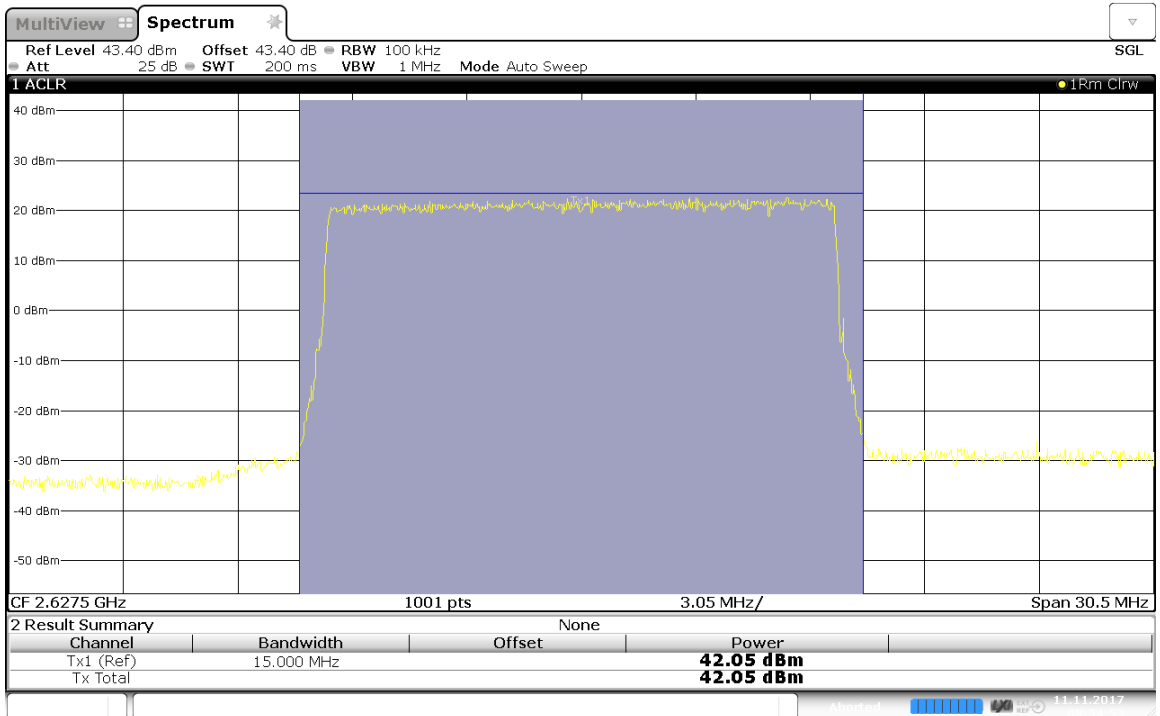 MultiView Spectrum
Ref Level 43.40 dBm Offset 43.40 dB RBW 100 kHz SGL
Att 25 dB SWT 200 ms VBW 1 MHz Mode Auto Sweep
1 ACLR 1Rm Clrw
40 dBm
30 dBm
Tx1
20 dBm
10 dBm
0 dBm
-10 dBm
-20 dBm
-30 dBm
-40 dBm
-50 dBm
CF 2.6275 GHz 1001 pts 3.05 MHz/ Span 30.5 MHz
2 Result Summary None
Channel Bandwidth Offset Power
Tx1 (Ref) 15.000 MHz 42.05 dBm
Tx Total 42.05 dBm
Aborted 11.11.2017